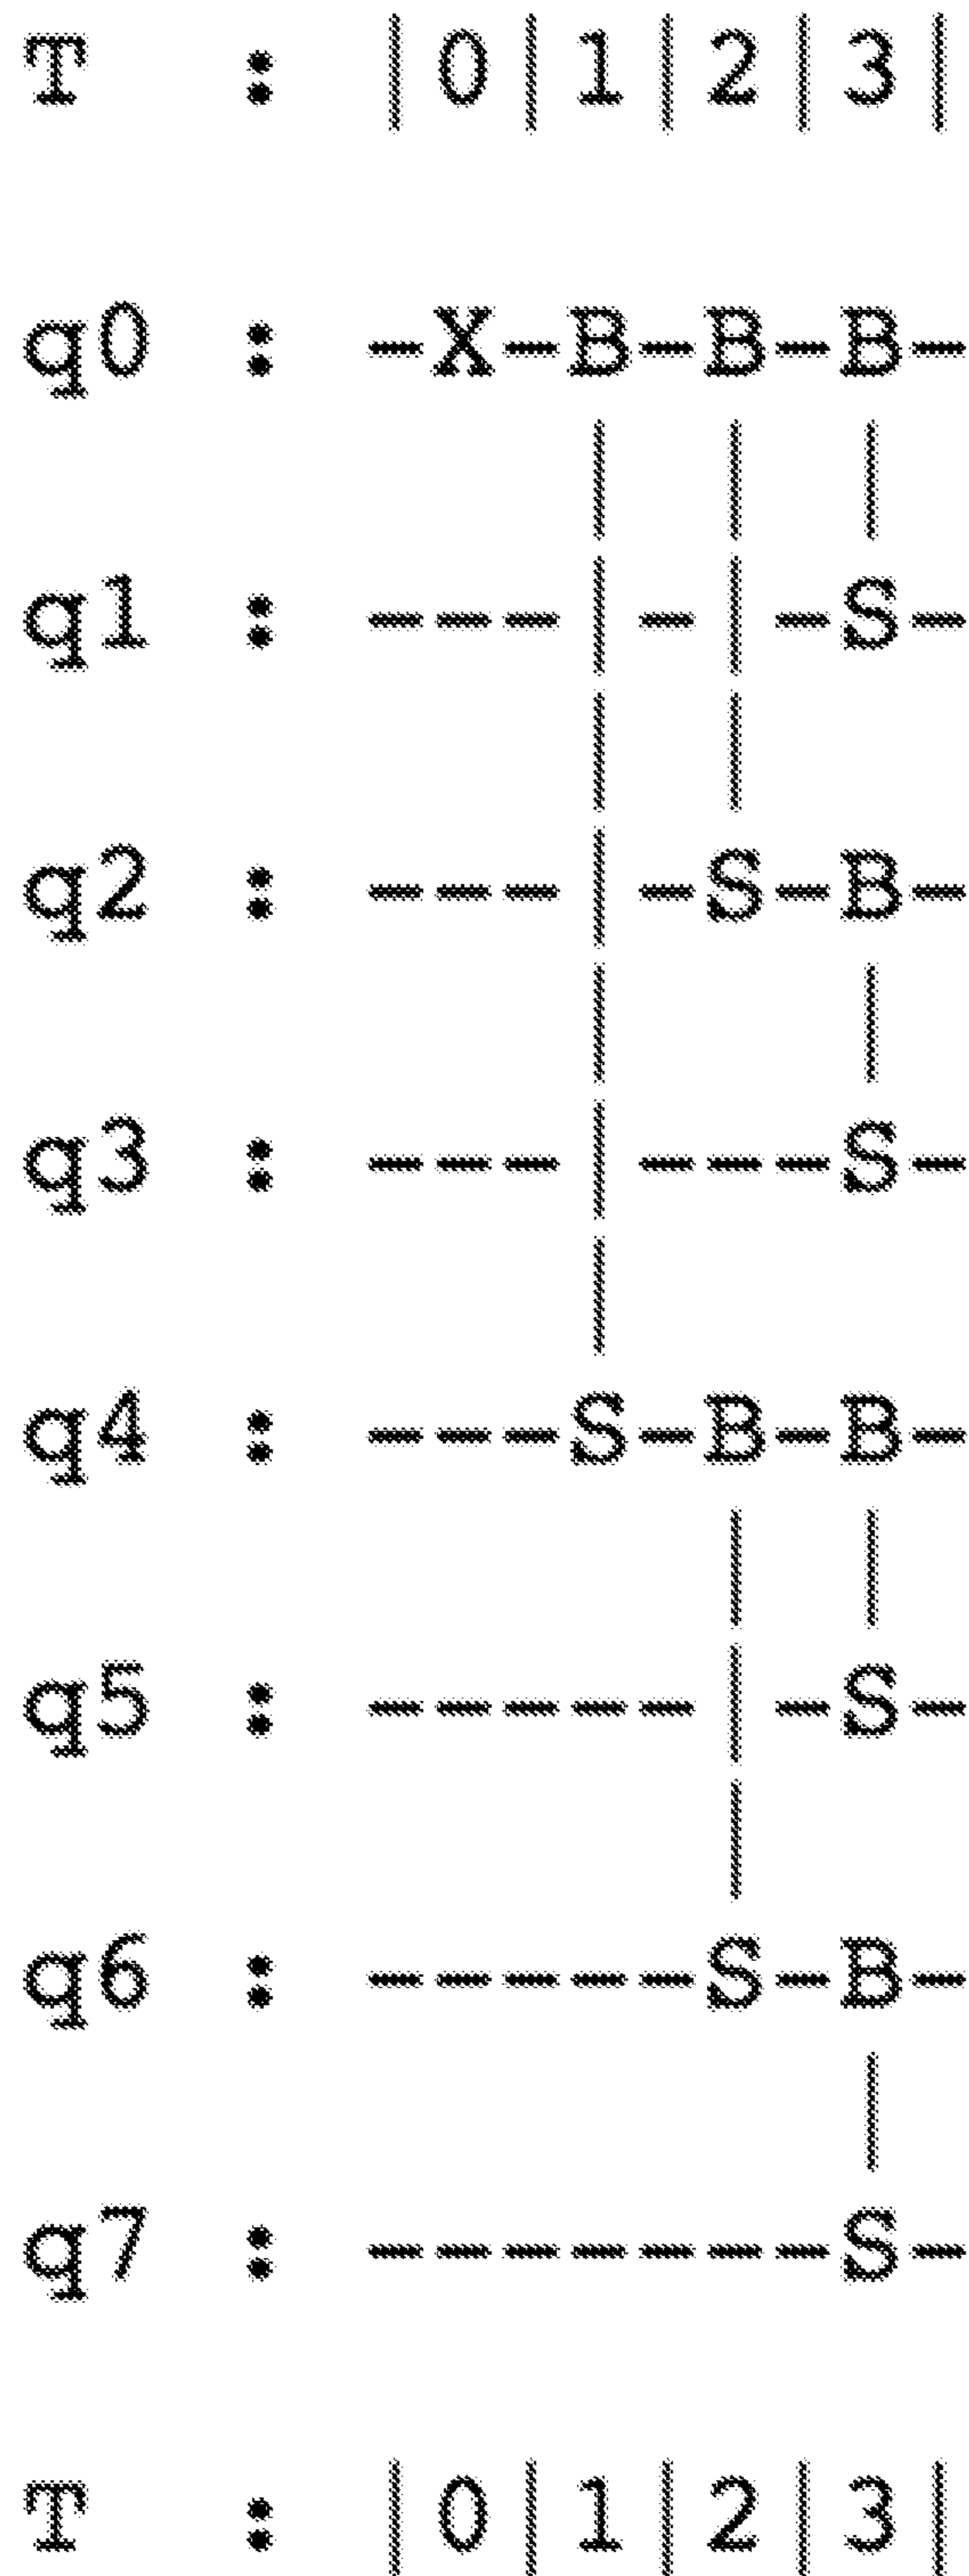 T  : |0|1|2|3|
q0 : -X-B-B-B-
        | | |
q1 : ---|-|-S-
        | |
q2 : ---|-S-B-
        |   |
q3 : ---|---S-
        |
q4 : ---S-B-B-
          | |
q5 : -----|-S-
          |
q6 : -----S-B-
            |
q7 : -------S-
T  : |0|1|2|3|